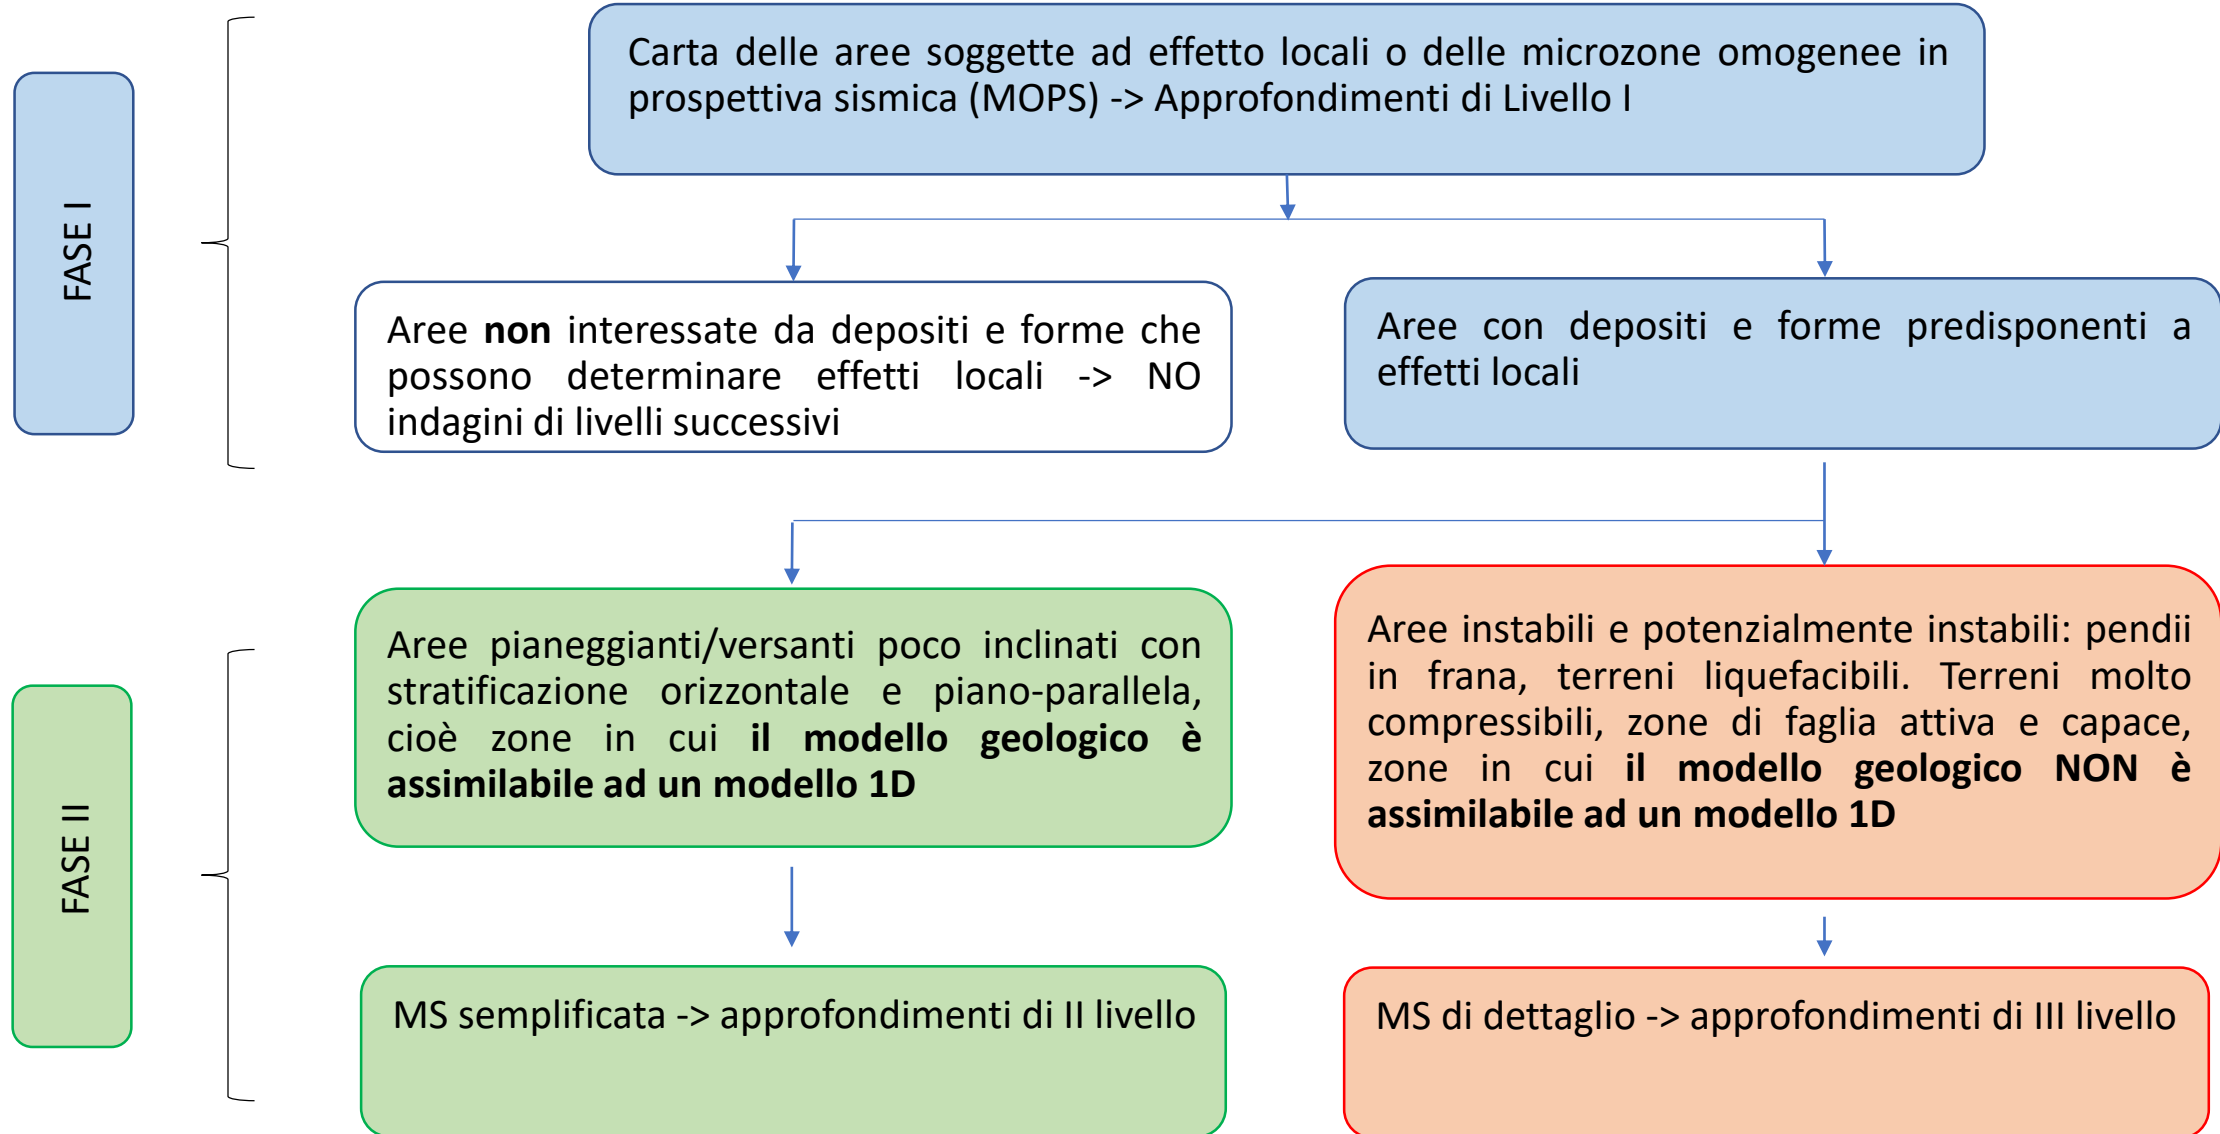 FASE I
Carta delle aree soggette ad effetto locali o delle microzone omogenee in
prospettiva sismica (MOPS) -> Approfondimenti di Livello I
Aree non interessate da depositi e forme che
possono determinare effetti locali -> NO
indagini di livelli successivi
Aree con depositi e forme predisponenti a
effetti locali
FASE II
Aree pianeggianti/versanti poco inclinati con
stratificazione orizzontale e piano-parallela,
cioè zone in cui il modello geologico è
assimilabile ad un modello 1D
Aree instabili e potenzialmente instabili: pendii
in frana, terreni liquefacibili. Terreni molto
compressibili, zone di faglia attiva e capace,
zone in cui il modello geologico NON è
assimilabile ad un modello 1D
MS semplificata -> approfondimenti di II livello
MS di dettaglio -> approfondimenti di III livello